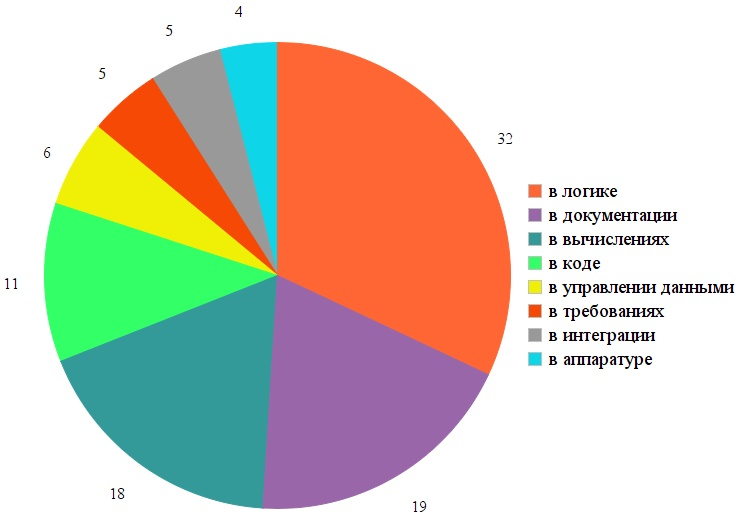 4
5
5
32
6
в логике
в документации
в вычислениях
в коде
11
в управлении данными
в требованиях
в интеграции
в аппаратуре
18
19